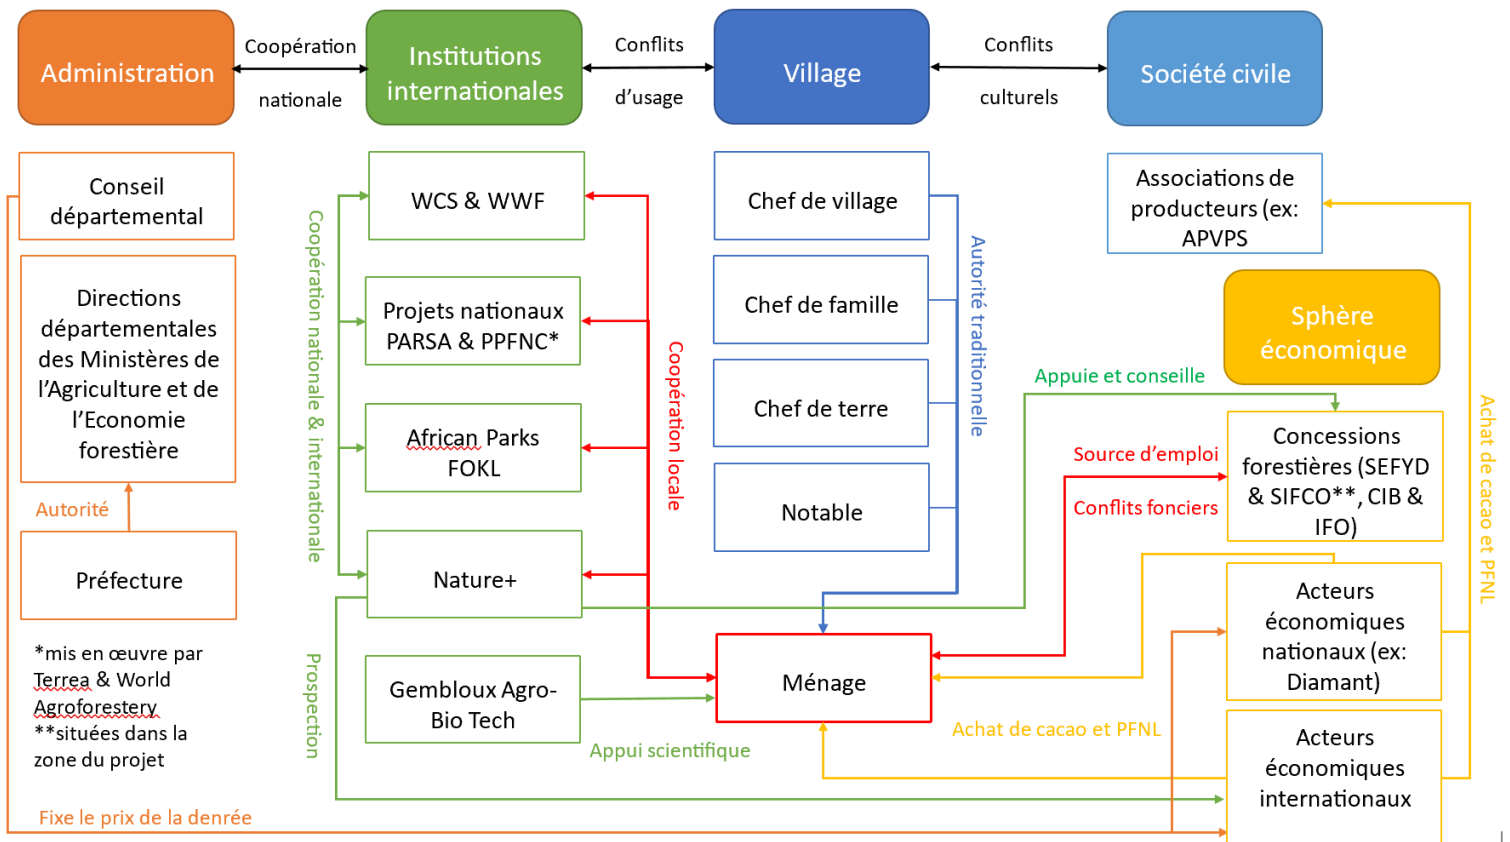 Administration
Coopération
nationale
Institutions
internationales
Conflits
d’usage
Village
Conflits
culturels
Société civile
Conseil
départemental
Directions
départementales
des Ministères de
l’Agriculture et de
l’Economie
forestière
Autorité
Préfecture
*mis en œuvre par
Terrea & World
Agroforestery
**situées dans la
zone du projet
Fixe le prix de la denrée
Coopération nationale & internationale
WCS & WWF
Projets nationaux
PARSA & PPFNC*
African Parks
FOKL
Nature+
Gembloux Agro-
Bio Tech
Prospection
Coopération locale
Appui scientifique
Chef de village
Chef de famille
Chef de terre
Notable
Autorité traditionnelle
Ménage
Associations de
producteurs (ex:
APVPS
Sphère
économique
Appuie et conseille
Source d’emploi
Conflits fonciers
Concessions
forestières (SEFYD
& SIFCO**, CIB &
IFO)
Acteurs
économiques
nationaux (ex:
Diamant)
Achat de cacao et PFNL
Acteurs
économiques
internationaux
Achat de cacao et PFNL